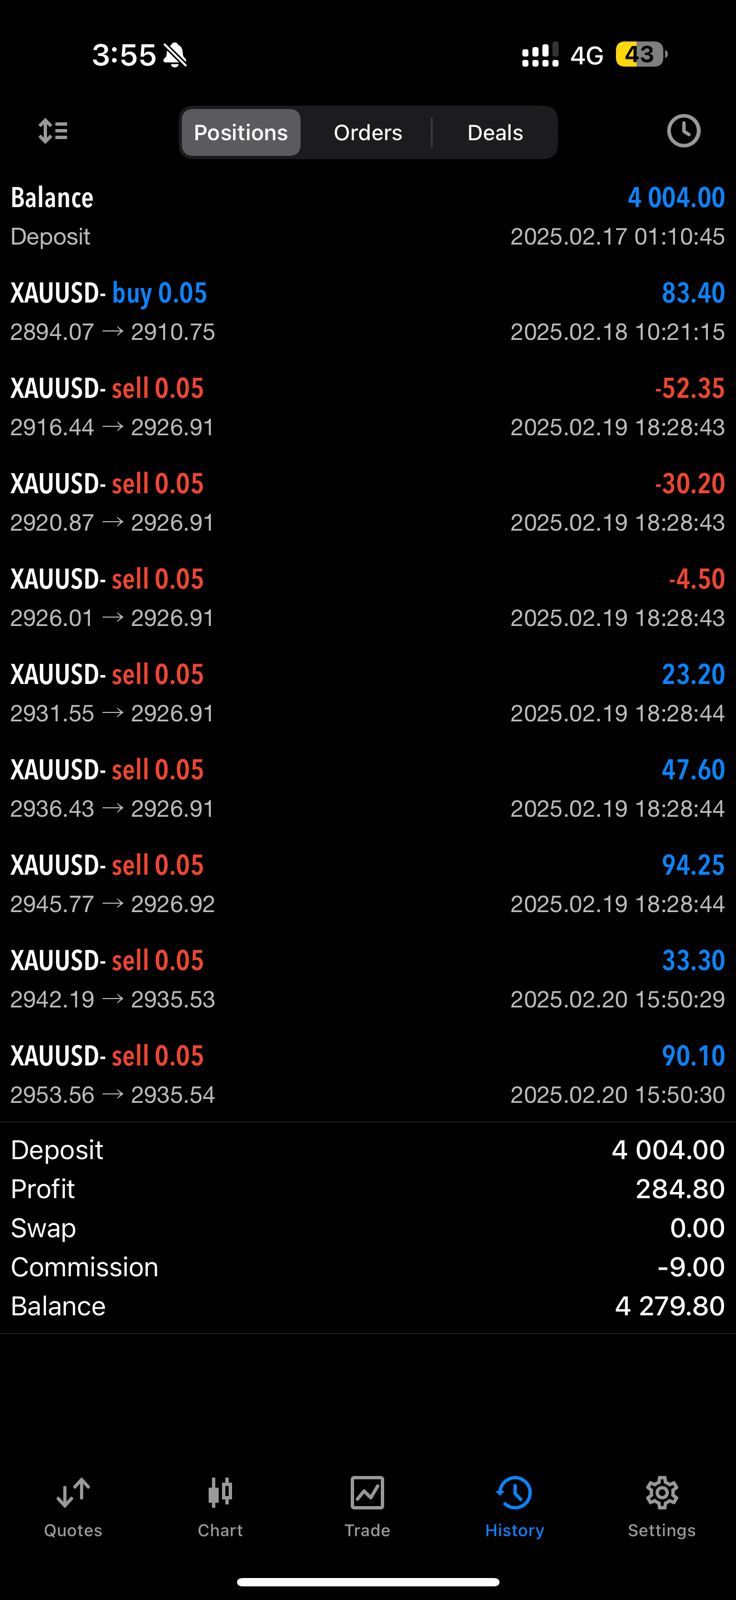 3:55 4G 43
Positions Orders Deals
Balance 4 004.00
Deposit 2025.02.17 01:10:45
XAUUSD- buy 0.05 83.40
2894.07 → 2910.75 2025.02.18 10:21:15
XAUUSD- sell 0.05 -52.35
2916.44 → 2926.91 2025.02.19 18:28:43
XAUUSD- sell 0.05 -30.20
2920.87 → 2926.91 2025.02.19 18:28:43
XAUUSD- sell 0.05 -4.50
2926.01 → 2926.91 2025.02.19 18:28:43
XAUUSD- sell 0.05 23.20
2931.55 → 2926.91 2025.02.19 18:28:44
XAUUSD- sell 0.05 47.60
2936.43 → 2926.91 2025.02.19 18:28:44
XAUUSD- sell 0.05 94.25
2945.77 → 2926.92 2025.02.19 18:28:44
XAUUSD- sell 0.05 33.30
2942.19 → 2935.53 2025.02.20 15:50:29
XAUUSD- sell 0.05 90.10
2953.56 → 2935.54 2025.02.20 15:50:30
Deposit 4 004.00
Profit 284.80
Swap 0.00
Commission -9.00
Balance 4 279.80
Quotes Chart Trade History Settings